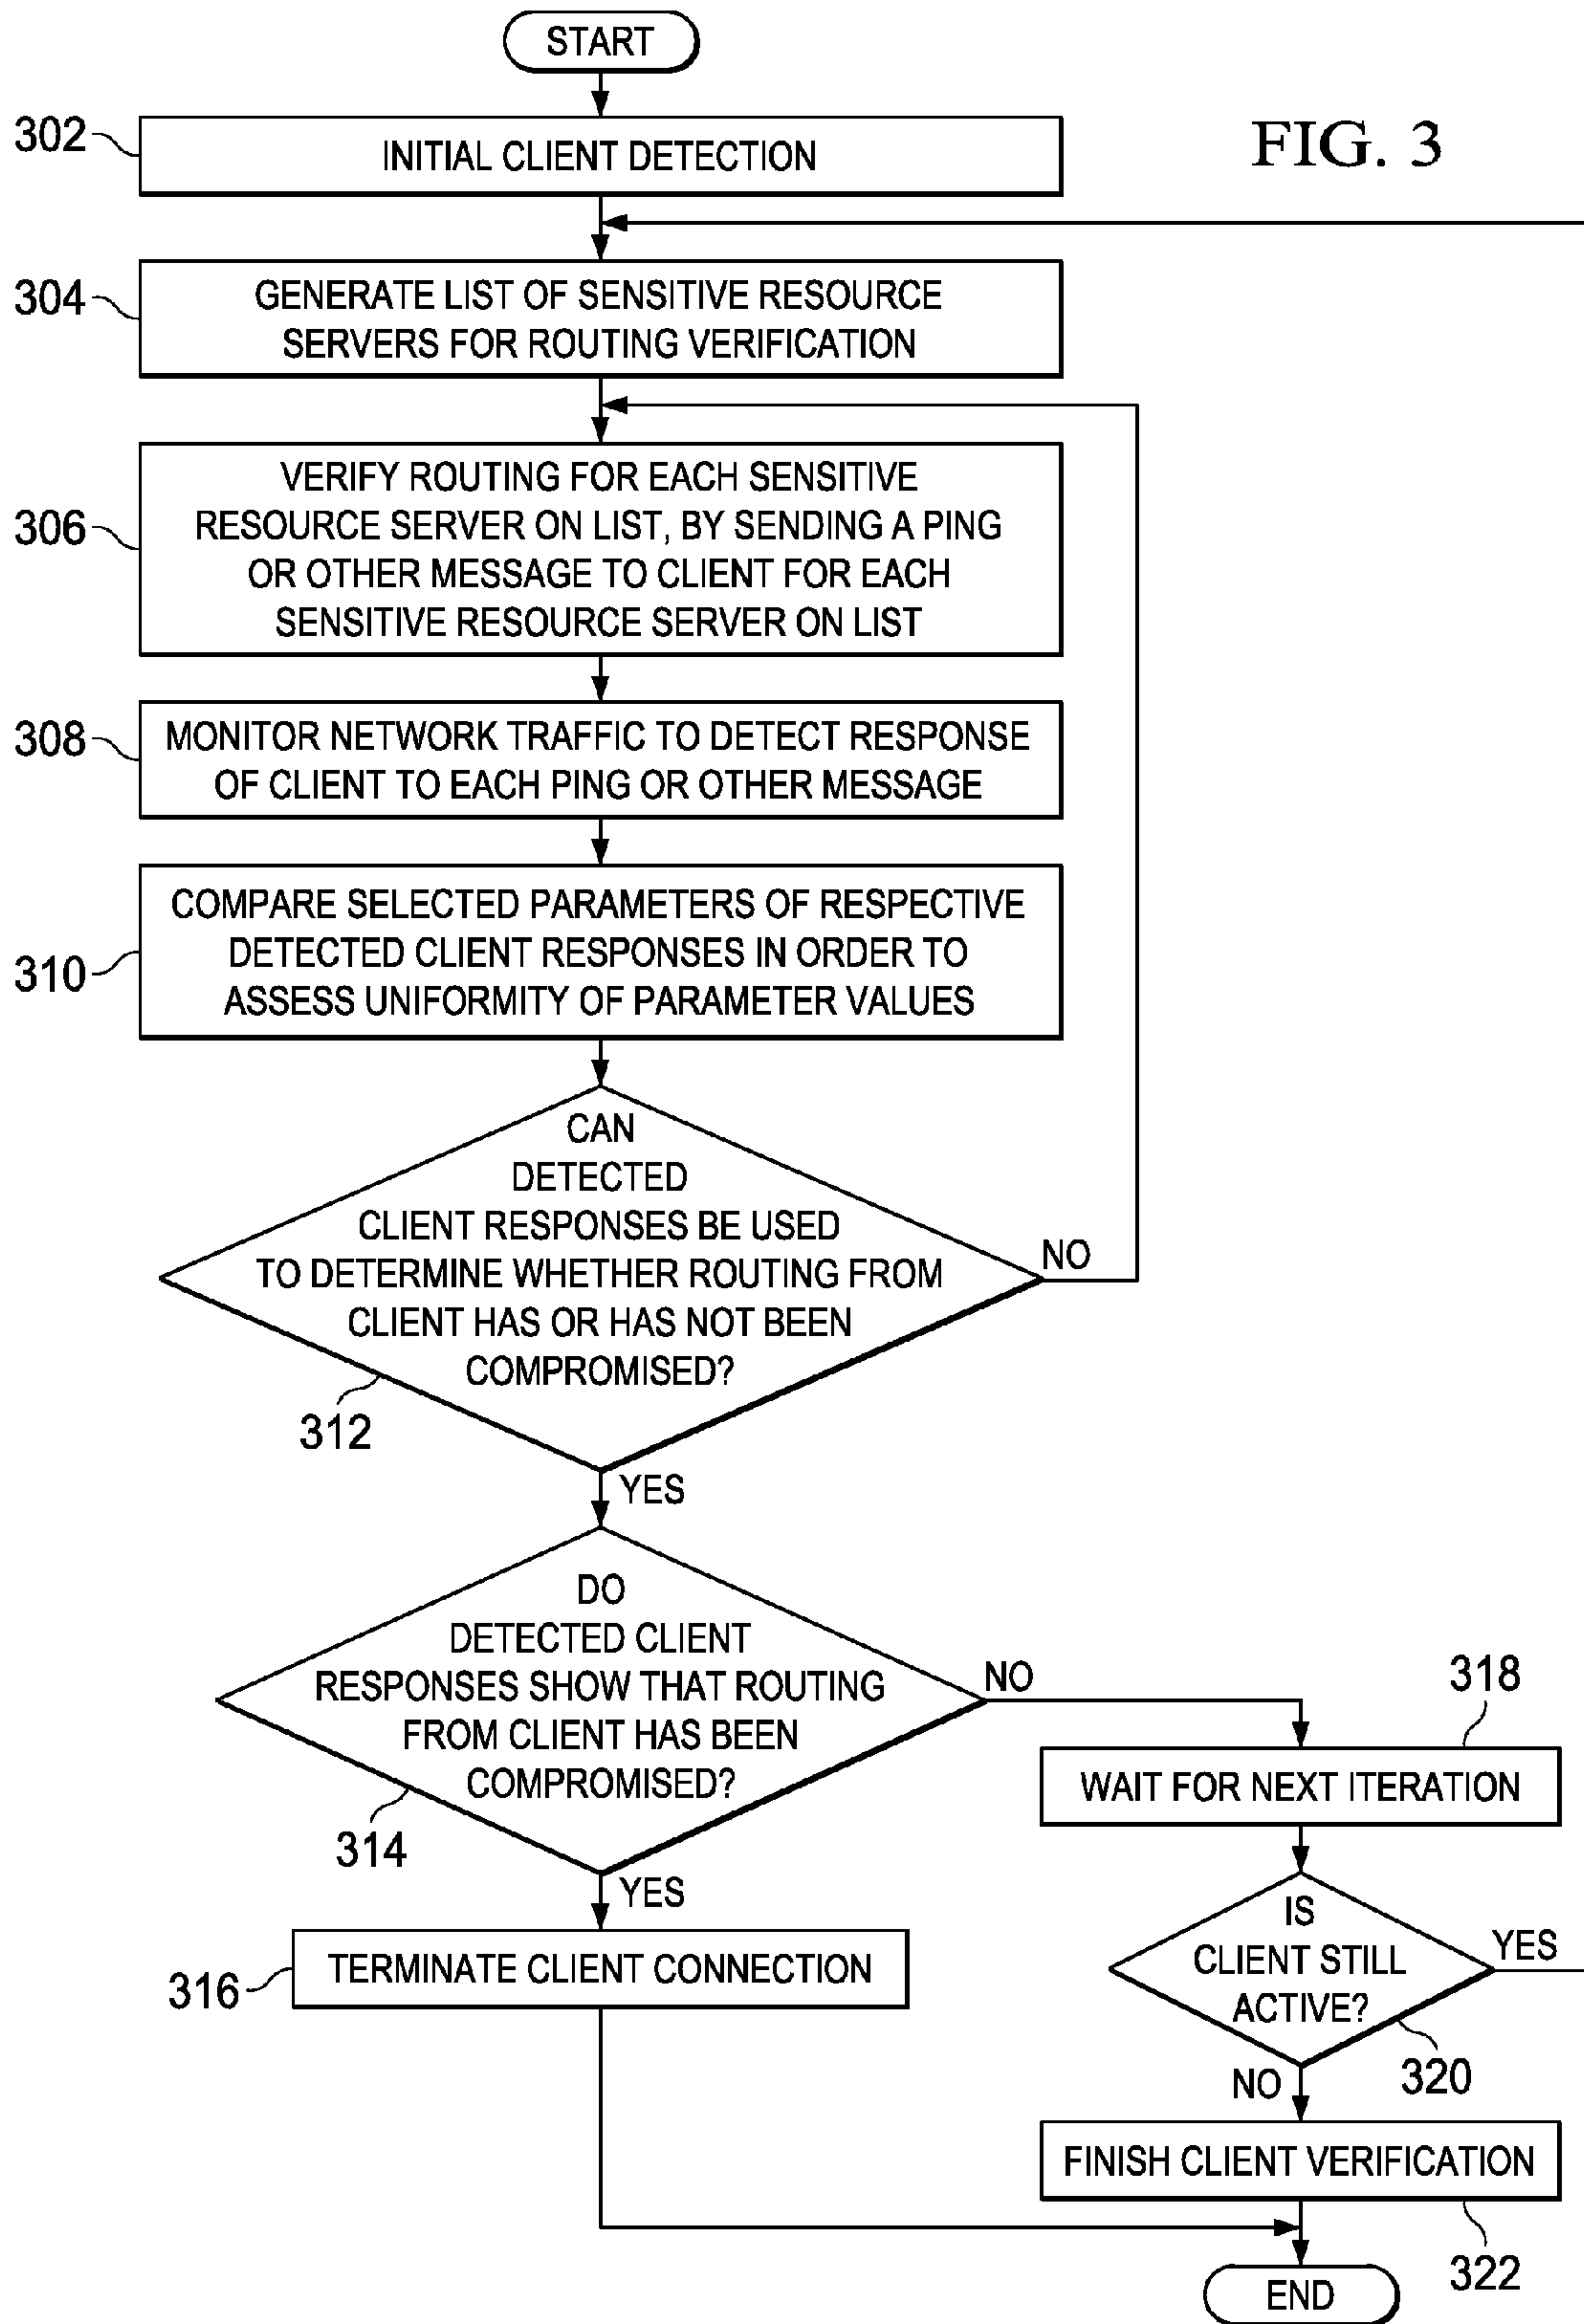 START
FIG. 3
302
INITIAL CLIENT DETECTION
304
GENERATE LIST OF SENSITIVE RESOURCE
SERVERS FOR ROUTING VERIFICATION
306
VERIFY ROUTING FOR EACH SENSITIVE
RESOURCE SERVER ON LIST, BY SENDING A PING
OR OTHER MESSAGE TO CLIENT FOR EACH
SENSITIVE RESOURCE SERVER ON LIST
308
MONITOR NETWORK TRAFFIC TO DETECT RESPONSE
OF CLIENT TO EACH PING OR OTHER MESSAGE
310
COMPARE SELECTED PARAMETERS OF RESPECTIVE
DETECTED CLIENT RESPONSES IN ORDER TO
ASSESS UNIFORMITY OF PARAMETER VALUES
CAN
DETECTED
CLIENT RESPONSES BE USED
TO DETERMINE WHETHER ROUTING FROM
CLIENT HAS OR HAS NOT BEEN
COMPROMISED?
NO
312
YES
DO
DETECTED CLIENT
RESPONSES SHOW THAT ROUTING
FROM CLIENT HAS BEEN
COMPROMISED?
NO
314
YES
318
WAIT FOR NEXT ITERATION
316
TERMINATE CLIENT CONNECTION
IS
CLIENT STILL
ACTIVE?
YES
320
NO
FINISH CLIENT VERIFICATION
322
END